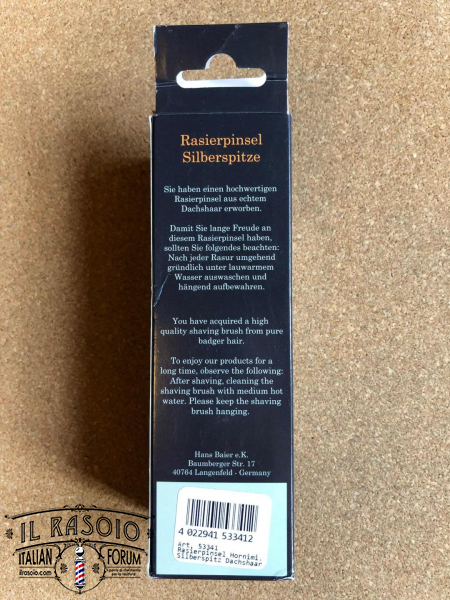 Rasierpinsel
Silberspitze
Sie haben einen hochwertigen
Rasierpinsel aus echtem
Dachshaar erworben.
Damit Sie lange Freude an
diesem Rasierpinsel haben,
sollten Sie folgendes beachten:
Nach jeder Rasur umgehend
gründlich unter lauwarmem
Wasser auswaschen und
hängend aufbewahren.
You have acquired a high
quality shaving brush from pure
badger hair.
To enjoy our products for a
long time, observe the following:
After shaving, cleaning the
shaving brush with medium hot
water. Please keep the shaving
brush hanging.
Hans Baier e.K.
Baumberger Str. 17
40764 Langenfeld - Germany
4 022941 533412
Art. 53341
Rasierpinsel Hornimi.
Silberspitz Dachshaar
IL RASOIO
ITALIAN FORUM
ilrasoio.com